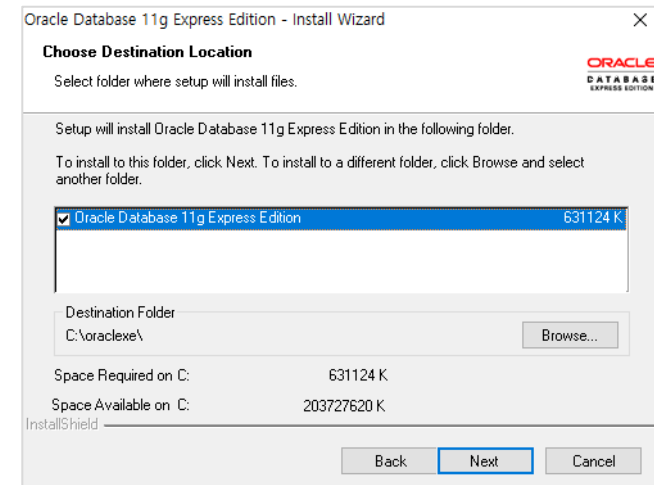 Oracle Database 11g Express Edition - Install Wizard
Choose Destination Location
Select folder where setup will install files.
ORACLE
DATABASE
EXPRESS EDITION
Setup will install Oracle Database 11g Express Edition in the following folder.
To install to this folder, click Next. To install to a different folder, click Browse and select
another folder.
Oracle Database 11g Express Edition 631124 K
Destination Folder
C:\oraclexe\
Browse...
Space Required on C: 631124 K
Space Available on C: 203727620 K
InstallShield
Back Next Cancel